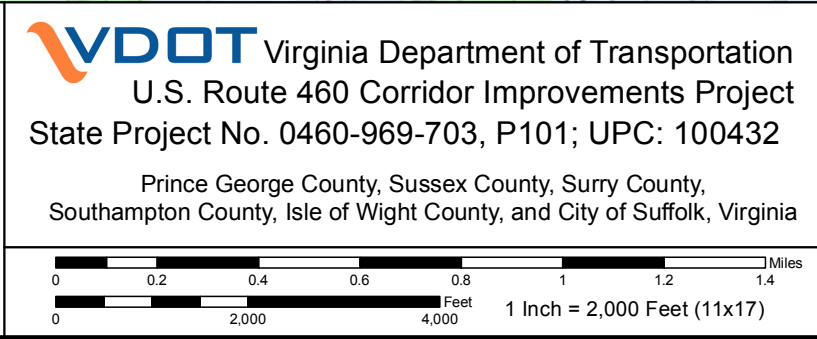 VDOT Virginia Department of Transportation
U.S. Route 460 Corridor Improvements Project
State Project No. 0460-969-703, P101; UPC: 100432
Prince George County, Sussex County, Surry County,
Southampton County, Isle of Wight County, and City of Suffolk, Virginia
Miles
0 0.2 0.4 0.6 0.8 1 1.2 1.4
Feet
0 2,000 4,000
1 Inch = 2,000 Feet (11x17)